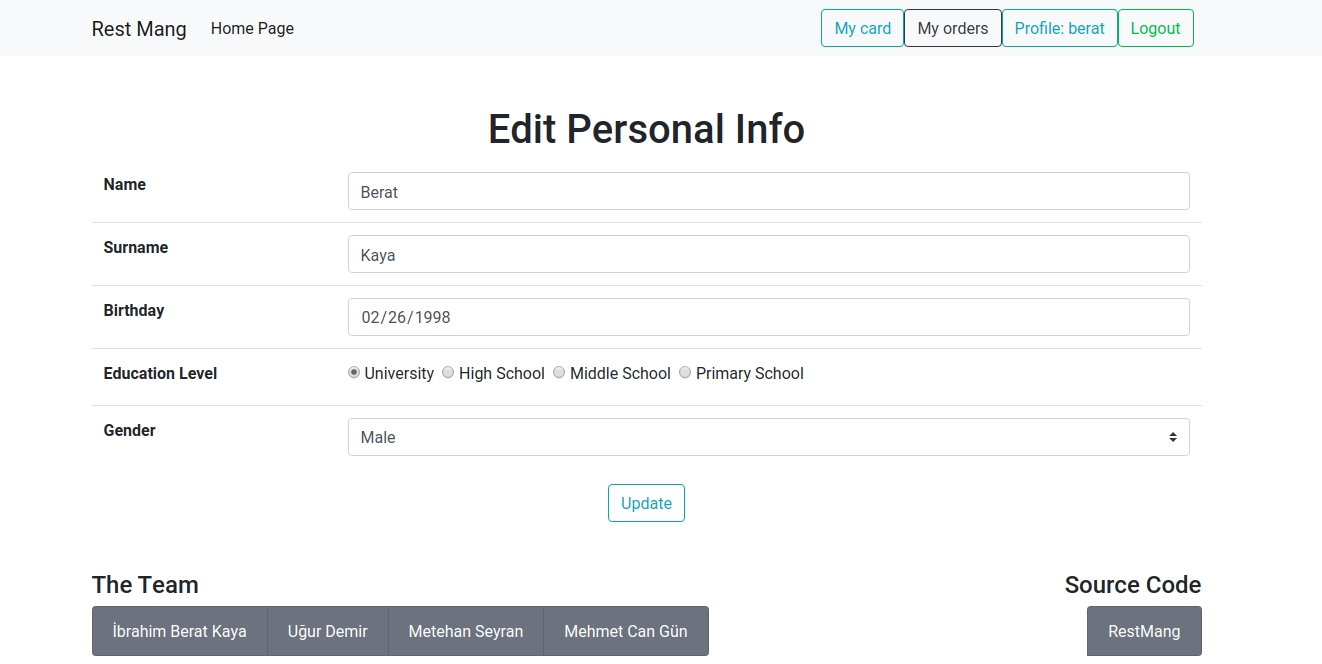 Rest Mang Home Page My card My orders Profile: berat Logout
Edit Personal Info
Name Berat
Surname Kaya
Birthday 02/26/1998
Education Level University High School Middle School Primary School
Gender Male
Update
The Team Source Code
İbrahim Berat Kaya Uğur Demir Metehan Seyran Mehmet Can Gün RestMang